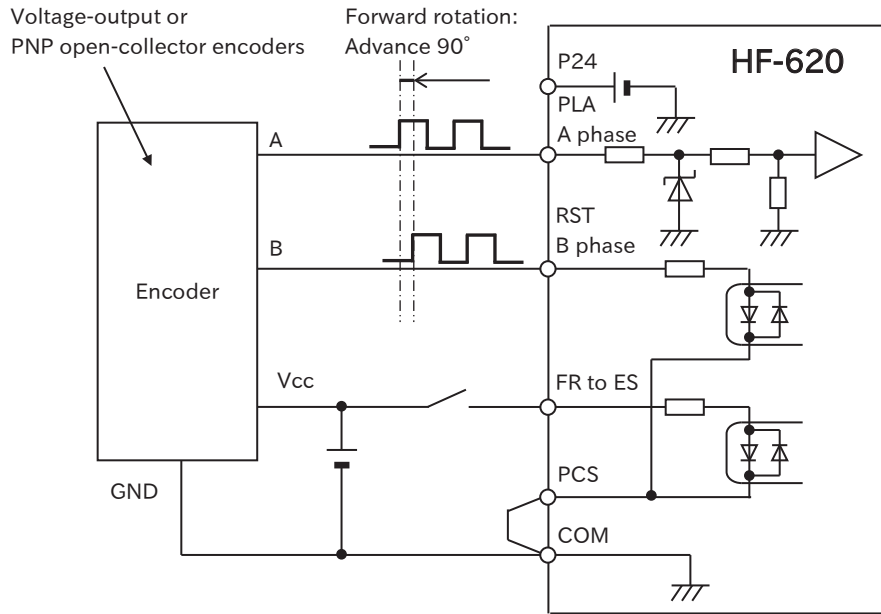 Voltage-output or
PNP open-collector encoders
Forward rotation:
Advance 90˚
HF-620
P24
PLA
A phase
A
RST
B phase
B
Encoder
Vcc
FR to ES
PCS
GND
COM